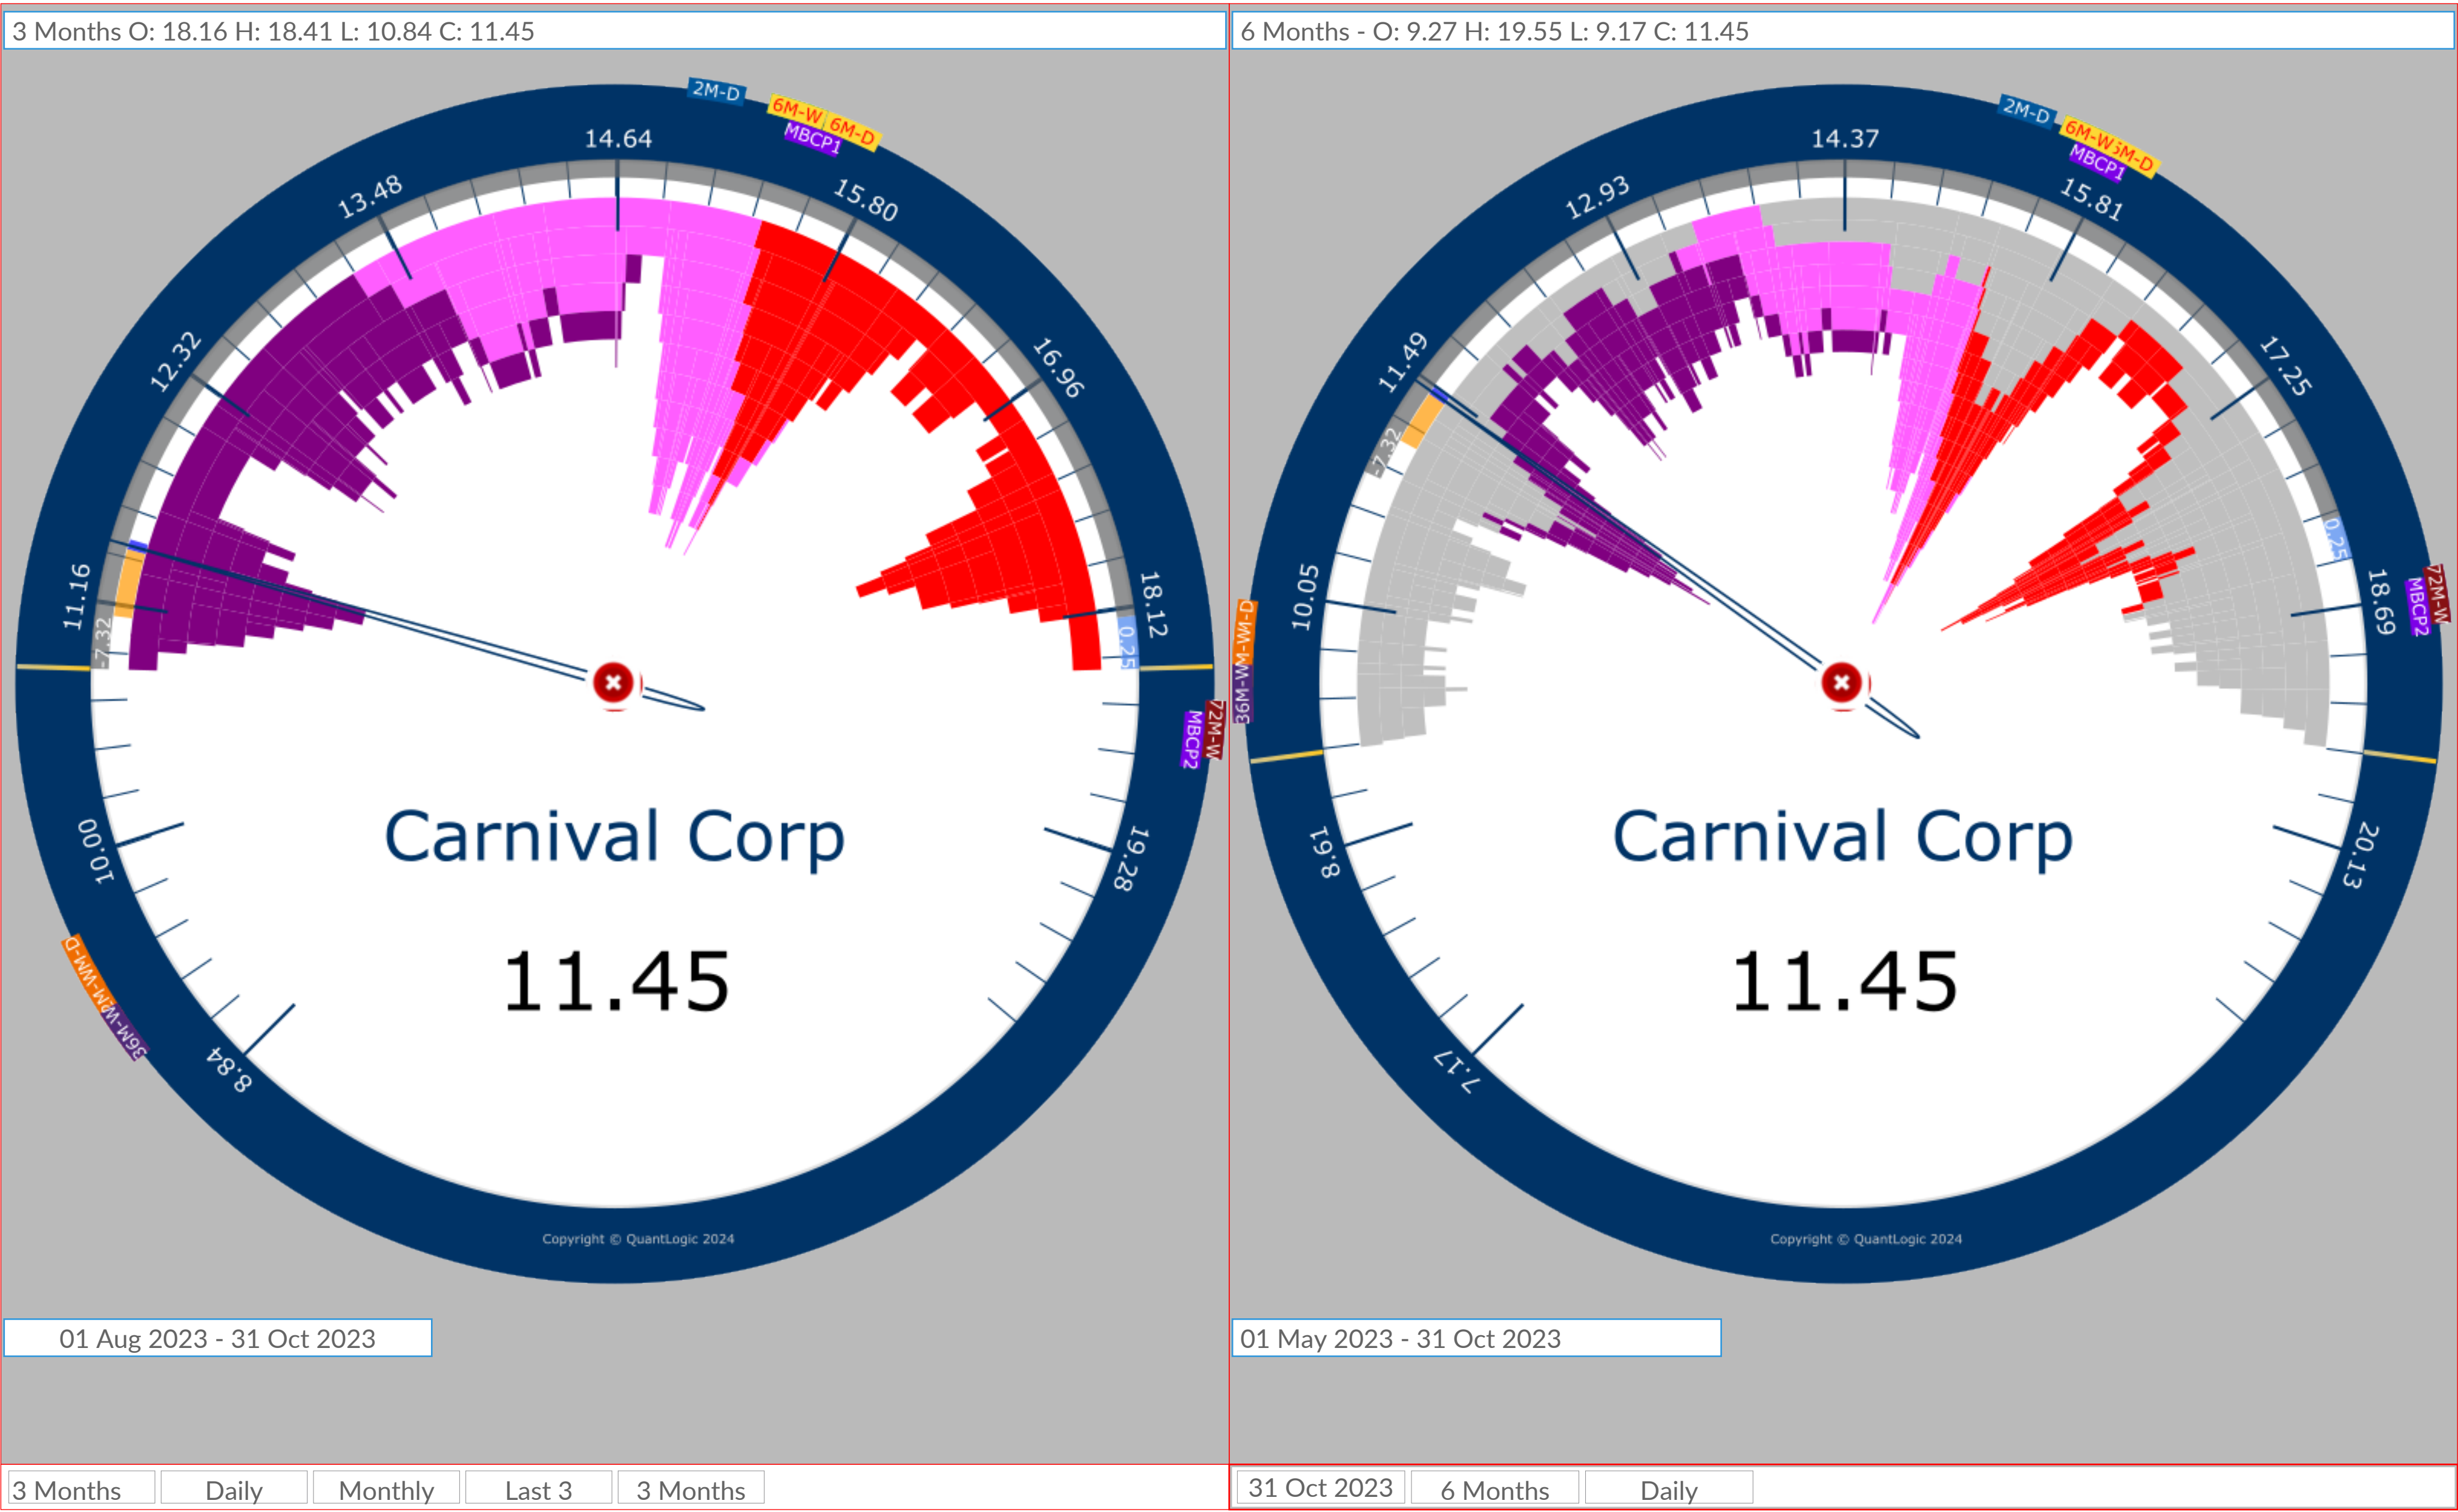 3 Months O: 18.16 H: 18.41 L: 10.84 C: 11.45
2M-D
6M-W
6M-D
MBCP1
14.64
13.48
15.80
12.32
16.96
11.16
18.12
-7.32
0.25
72M-W
MBCP2
10.00
19.28
36M-W
8.84
Carnival Corp
11.45
Copyright © QuantLogic 2024
01 Aug 2023 - 31 Oct 2023
3 Months
Daily
Monthly
Last 3
3 Months
6 Months - O: 9.27 H: 19.55 L: 9.17 C: 11.45
2M-D
6M-W
MBCP1
14.37
12.93
15.81
11.49
17.25
-7.32
0.25
10.05
18.69
72M-W
MBCP2
36M-W
8.61
20.13
7.17
Carnival Corp
11.45
Copyright © QuantLogic 2024
01 May 2023 - 31 Oct 2023
31 Oct 2023
6 Months
Daily